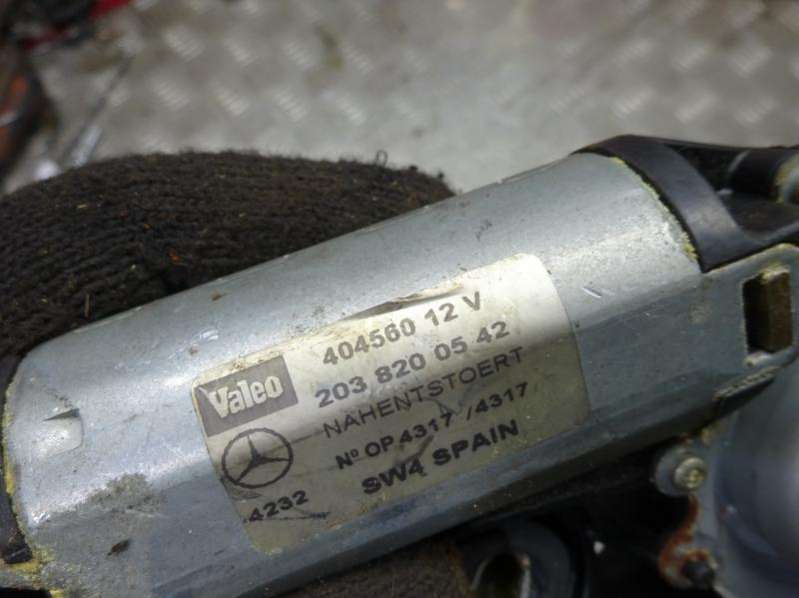 Valeo
404560 12 V
203 820 05 42
NAHENTSTOERT
Nº OP 4317 /4317
SW4 SPAIN
4232